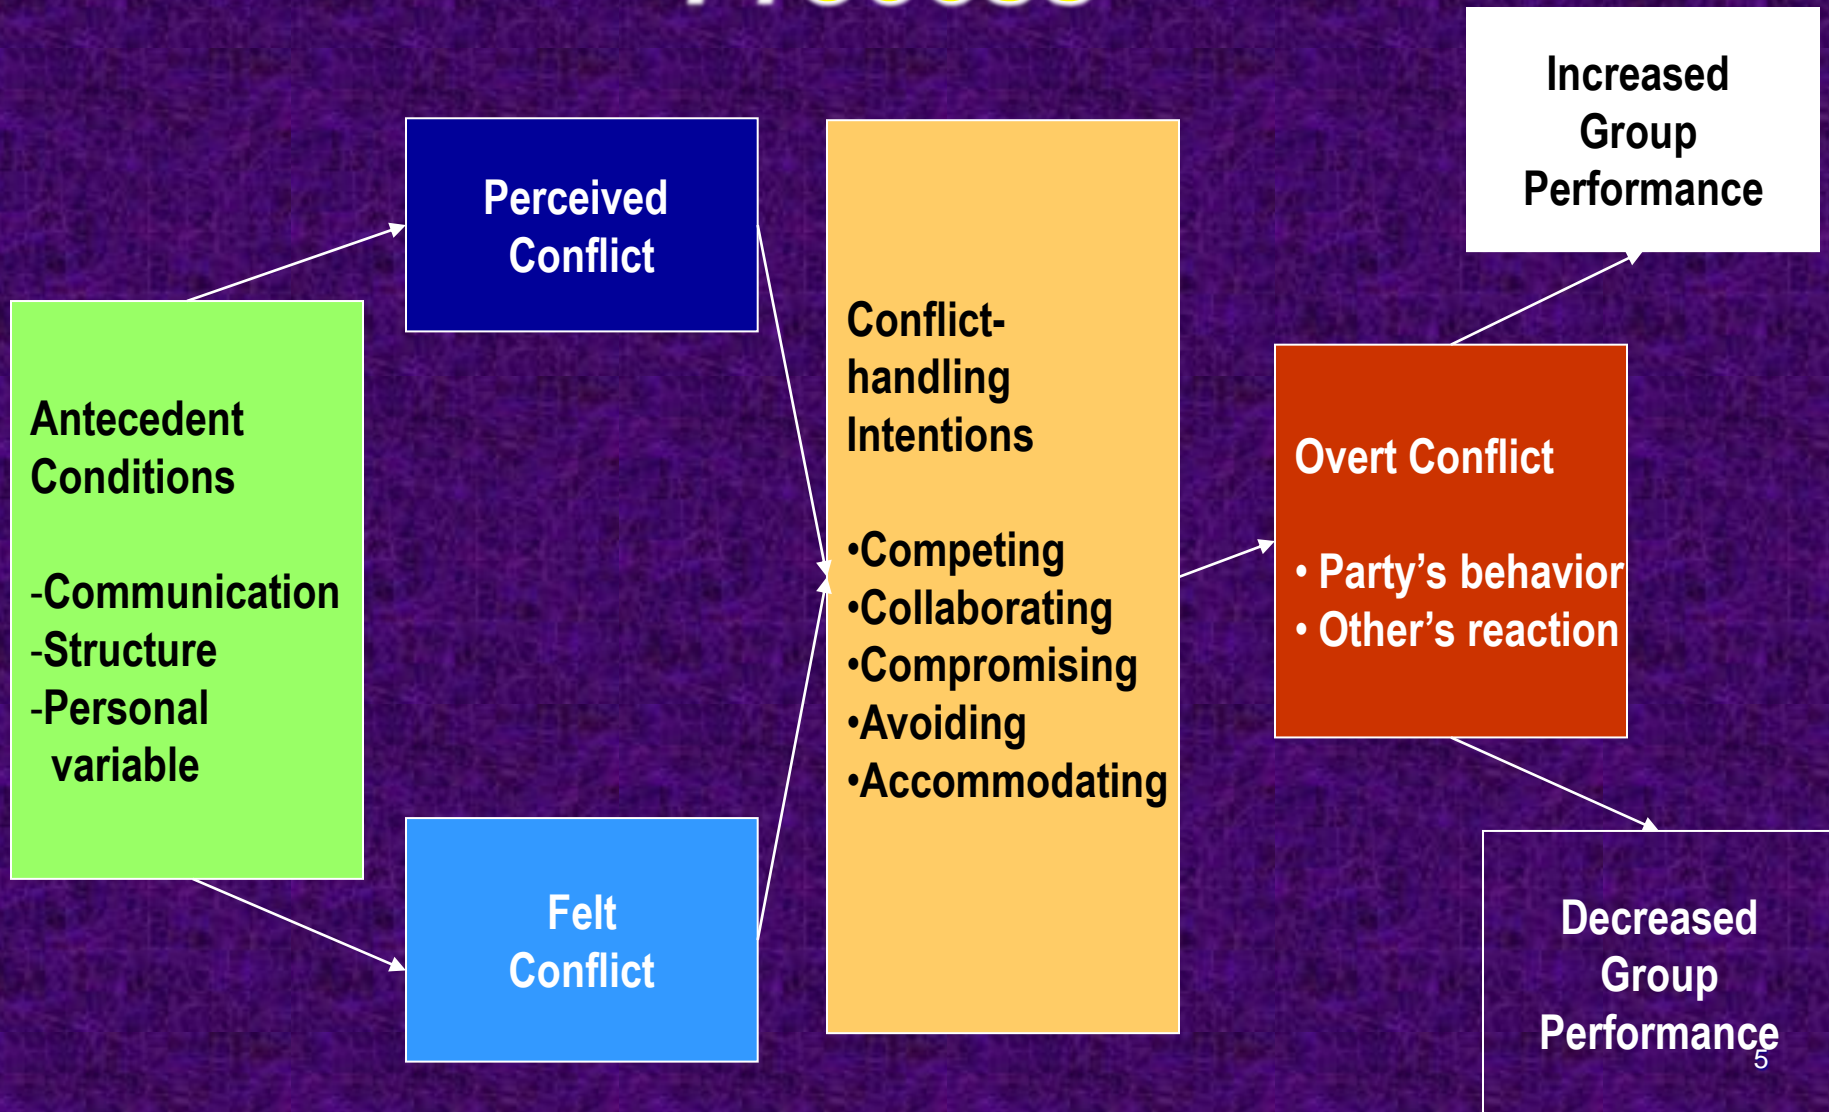 Increased
Group
Performance
Perceived
Conflict
Antecedent
Conditions
-Communication
-Structure
-Personal
variable
Felt
Conflict
Conflict-
handling
Intentions
•Competing
•Collaborating
•Compromising
•Avoiding
•Accommodating
Overt Conflict
• Party’s behavior
• Other’s reaction
Decreased
Group
Performance
5